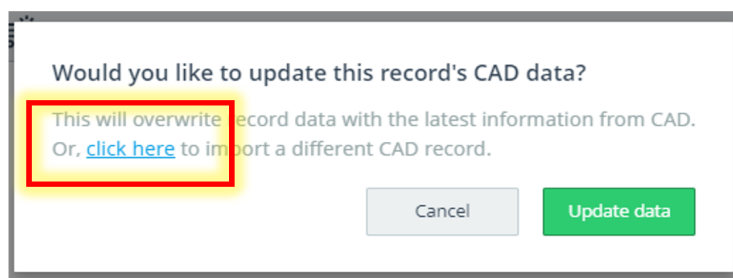 Would you like to update this record's CAD data?
This will overwrite record data with the latest information from CAD.
Or, click here to import a different CAD record.
Cancel
Update data